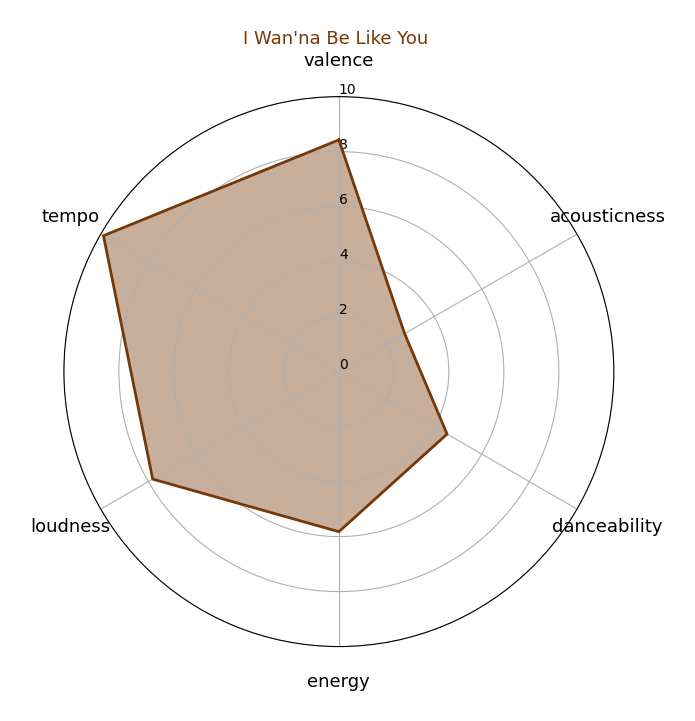 I Wan'na Be Like You
valence
10
8
tempo
acousticness
6
4
2
0
loudness
danceability
energy